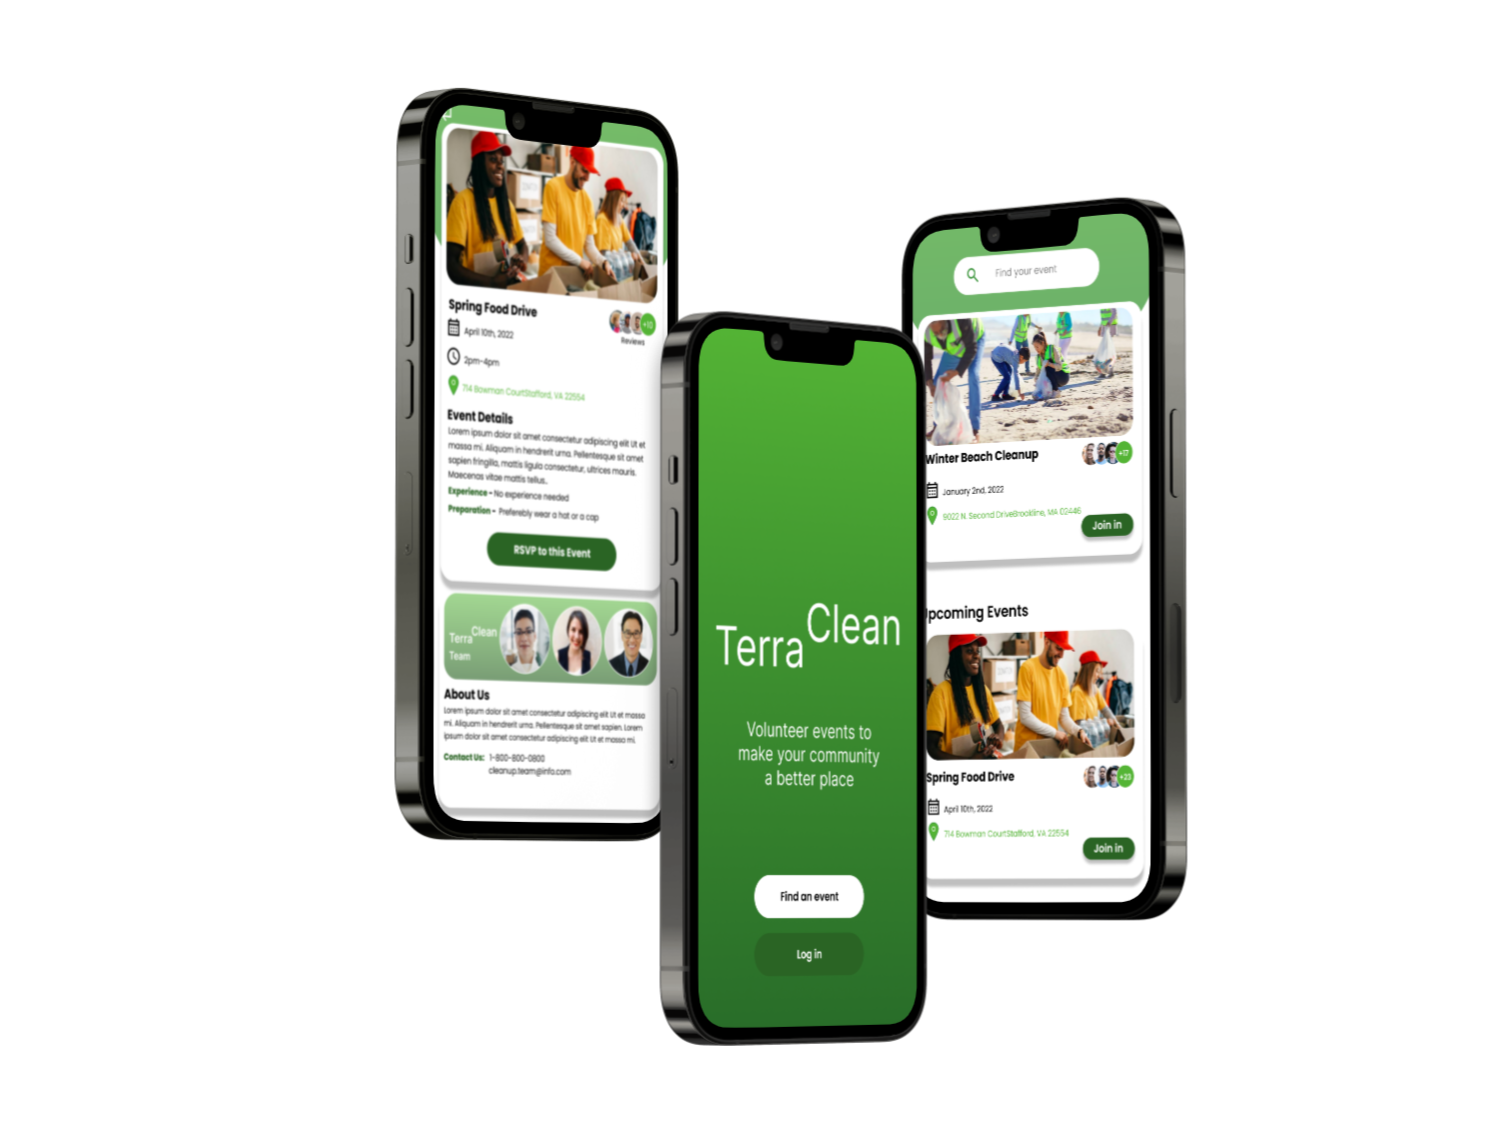 Spring Food Drive
April 10th, 2022
+10
Reviews
2pm-4pm
714 Bowman CourtStafford, VA 22554
Event Details
Lorem ipsum dolor sit amet consectetur adipiscing elit Ut et
massa mi. Aliquam in hendrerit urna. Pellentesque sit amet
sapien fringilla, mattis ligula consectetur, ultrices mauris.
Maecenas vitae mattis tellus..
Experience - No experience needed
Preparation - Preferebly wear a hat or a cap
RSVP to this Event
Terra Clean
Team
About Us
Lorem ipsum dolor sit amet consectetur adipiscing elit Ut et massa
mi. Aliquam in hendrerit urna. Pellentesque sit amet sapien. Lorem
ipsum dolor sit amet consectetur adipiscing elit Ut et massa mi.
Contact Us: 1-800-800-0800
cleanup.team@info.com
Terra Clean
Volunteer events to
make your community
a better place
Find an event
Log in
Find your event
Winter Beach Cleanup
+17
January 2nd, 2022
9022 N. Second DriveBrookline, MA 02446
Join in
pcoming Events
Spring Food Drive
+23
April 10th, 2022
714 Bowman CourtStafford, VA 22554
Join in